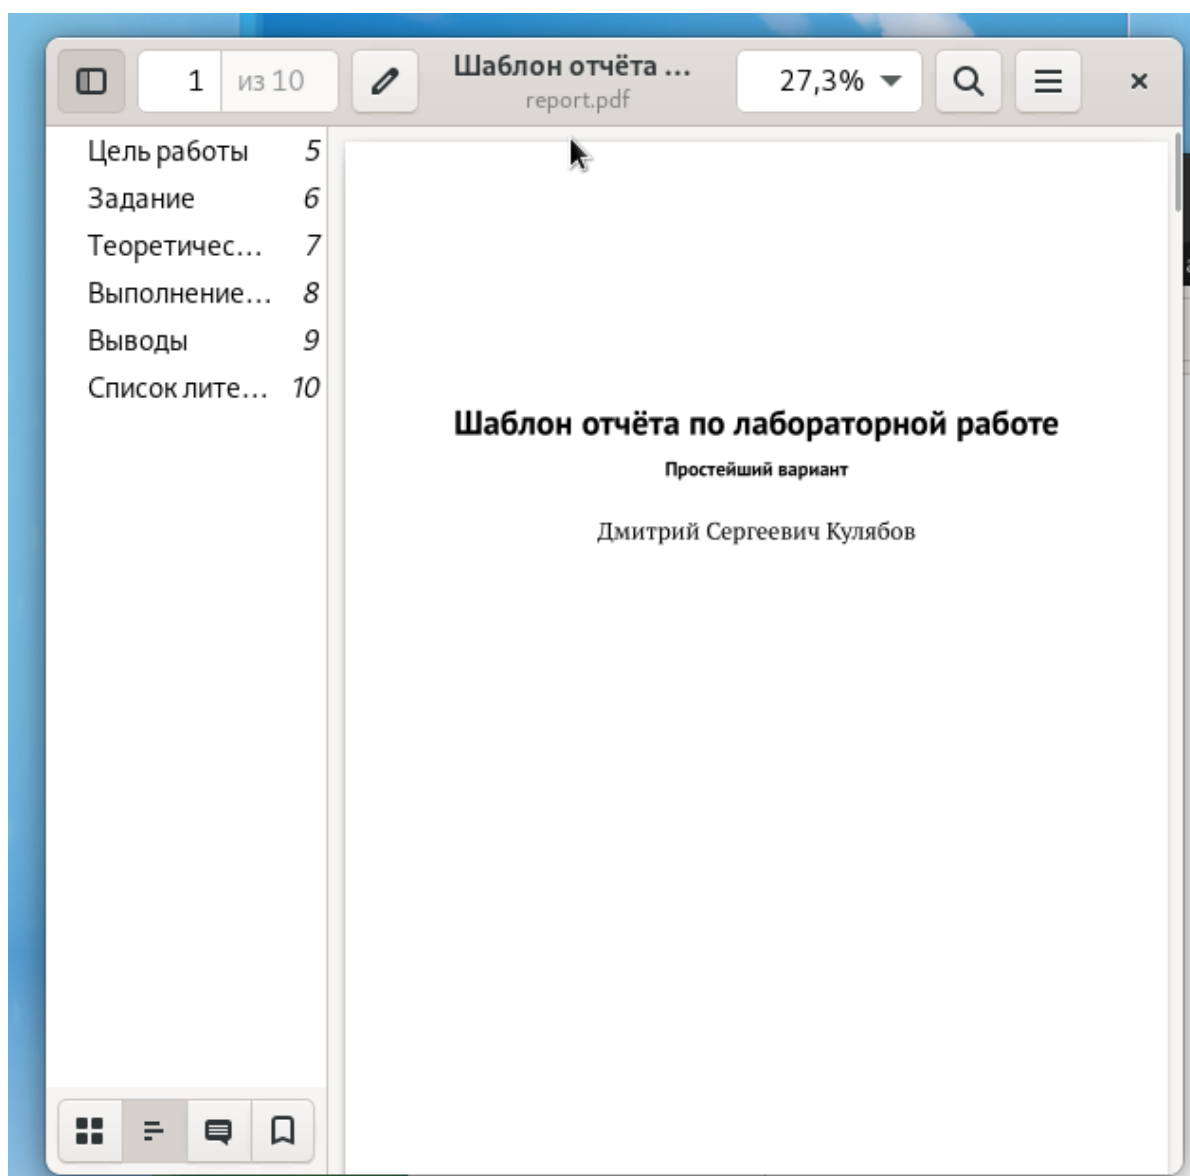 1 из 10
Шаблон отчёта ...
report.pdf
27,3%
Цель работы 5
Задание 6
Теоретичес... 7
Выполнение... 8
Выводы 9
Список лите... 10
Шаблон отчёта по лабораторной работе
Простейший вариант
Дмитрий Сергеевич Кулябов